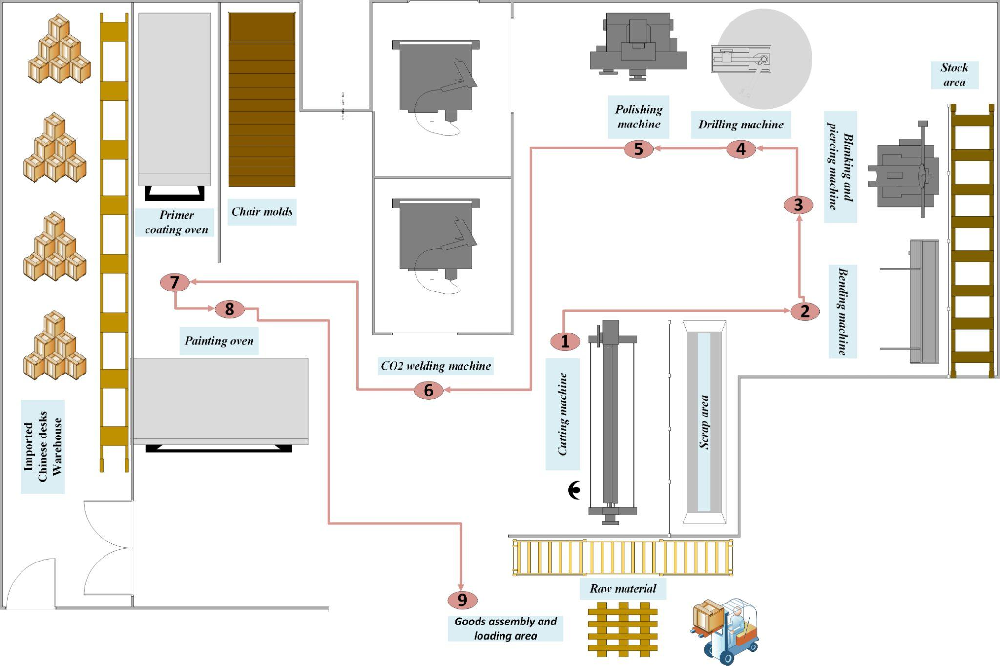 Stock
area
Polishing
machine
Drilling machine
Blanking and
piercing machine
5
4
3
Chair molds
Primer
coating oven
7
8
2
Bending machine
Painting oven
1
CO2 welding machine
6
Cutting machine
Scrap area
Imported
Chinese desks
Warehouse
Raw material
9
Goods assembly and
loading area